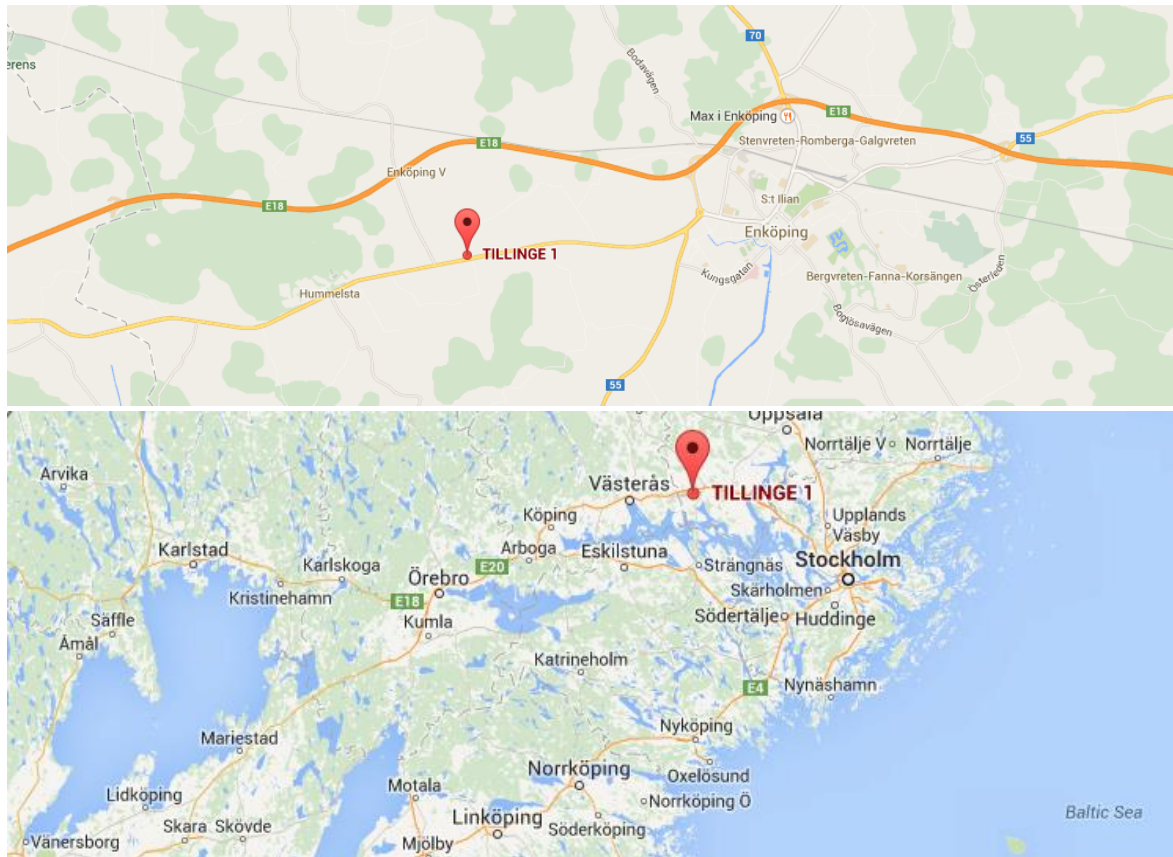 70
Bodavägen
erens
Max i Enköping
E18
E18
55
Stenvreten-Romberga-Galgvreten
Enköping V
S:t Ilian
E18
Enköping
TILLINGE 1
Kungsgatan
Bergvreten-Fanna-Korsängen
Österleden
Hummelsta
Boglösavägen
55
Uppsala
Norrtälje V
Norrtälje
Arvika
Västerås
TILLINGE 1
Köping
Upplands
Väsby
Karlstad
Arboga
Eskilstuna
Stockholm
Karlskoga
E20
Strängnäs
Örebro
Kristinehamn
E18
Skärholmen
Säffle
Kumla
Södertälje
Huddinge
Åmål
Katrineholm
E4
Nynäshamn
Mariestad
Nyköping
Norrköping
Oxelösund
Motala
Lidköping
Norrköping Ö
Linköping
Söderköping
Baltic Sea
Vänersborg
Skara
Skövde
Mjölby